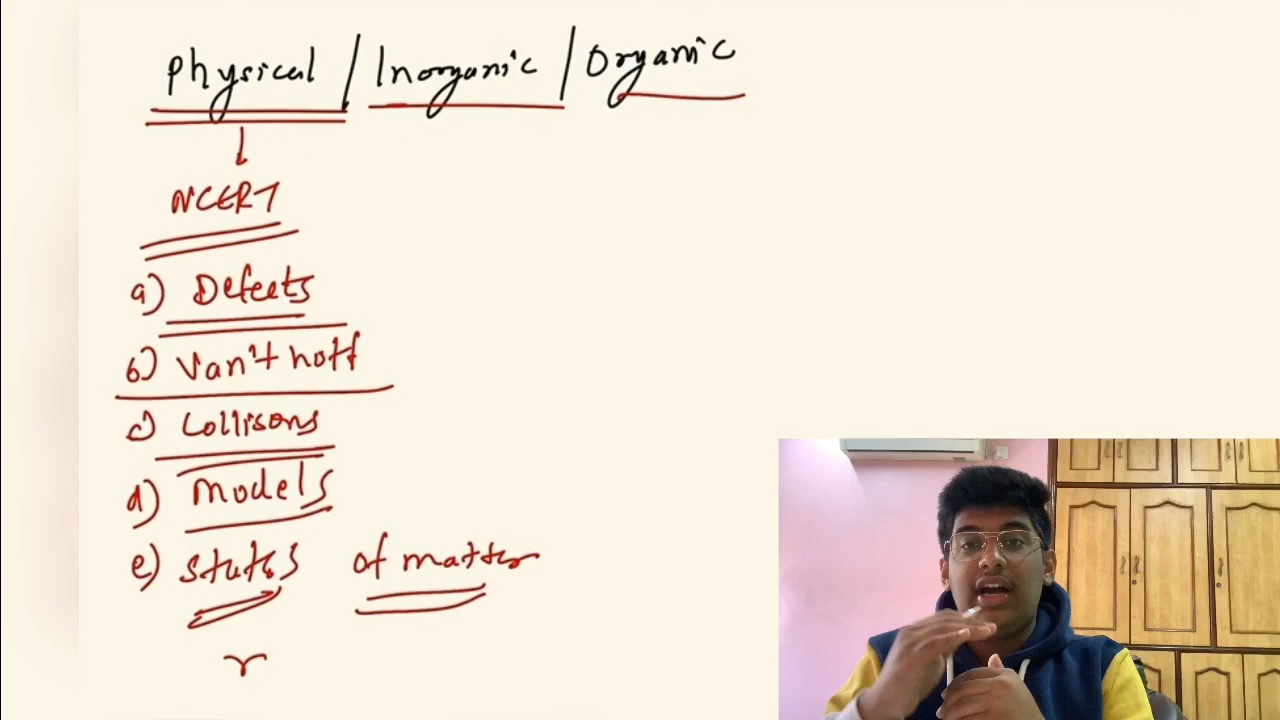 Physical / Inorganic / Organic
NCERT
a) Defects
b) Van't hoff
c) Collisons
d) Models
e) states of matter
r